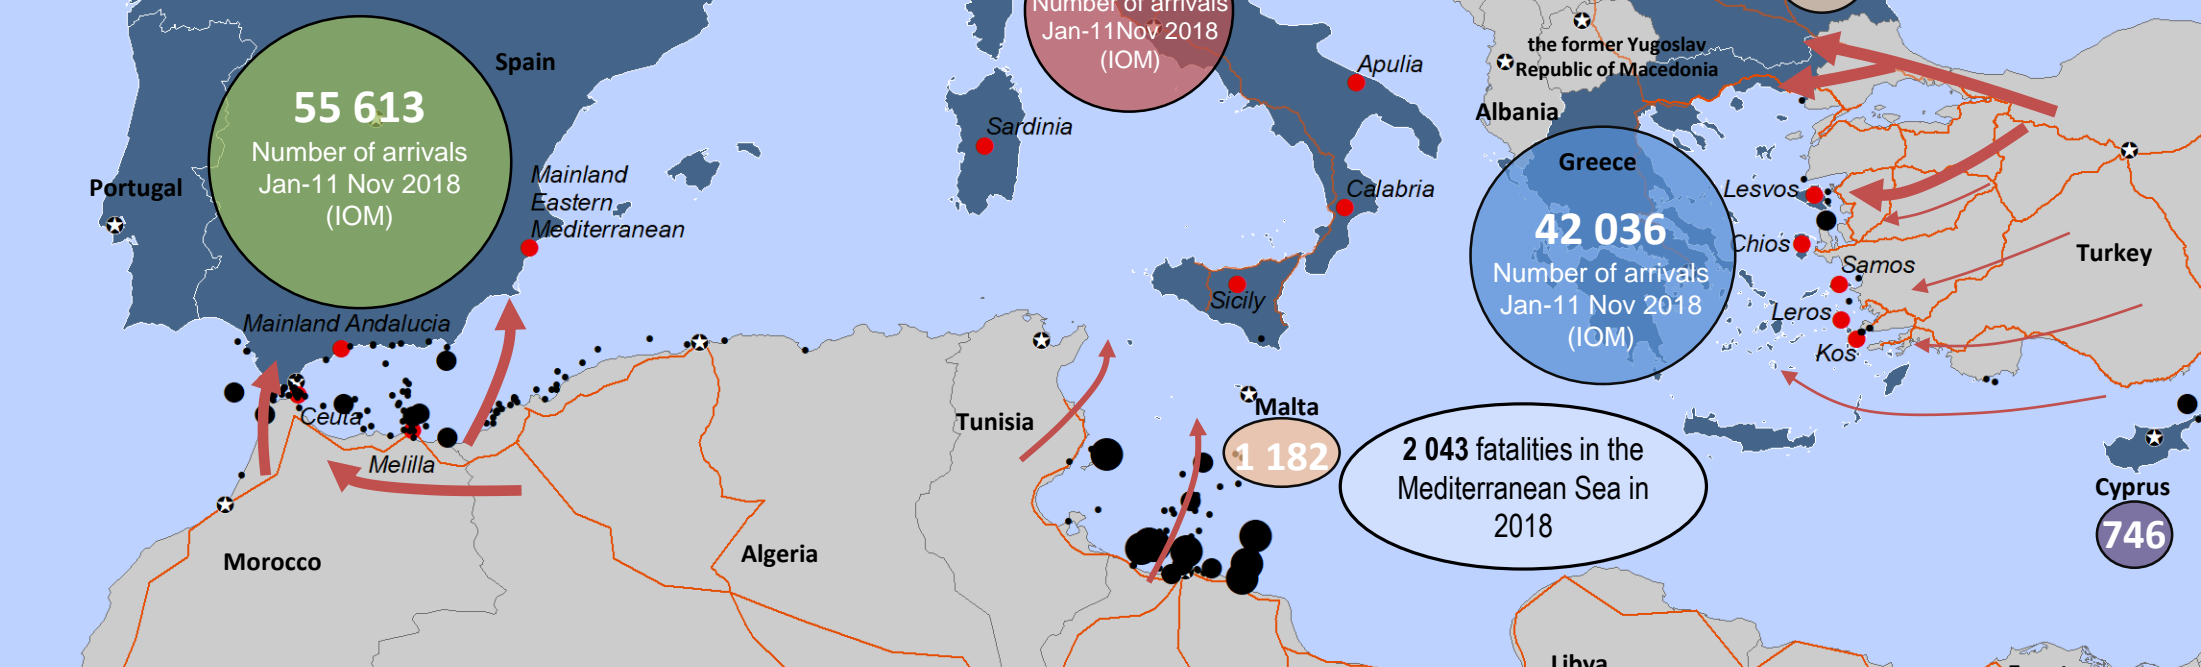 Number of arrivals
Jan-11Nov 2018
(IOM)
Spain
55 613
Number of arrivals
Jan-11 Nov 2018
(IOM)
Portugal
Mainland
Eastern
Mediterranean
Mainland Andalucia
Sardinia
Apulia
Calabria
Sicily
the former Yugoslav
Republic of Macedonia
Albania
Greece
42 036
Number of arrivals
Jan-11 Nov 2018
(IOM)
Lesvos
Chios
Samos
Leros
Kos
Turkey
Ceuta
Melilla
Morocco
Algeria
Tunisia
Malta
1 182
2 043 fatalities in the
Mediterranean Sea in
2018
Cyprus
746
Libya